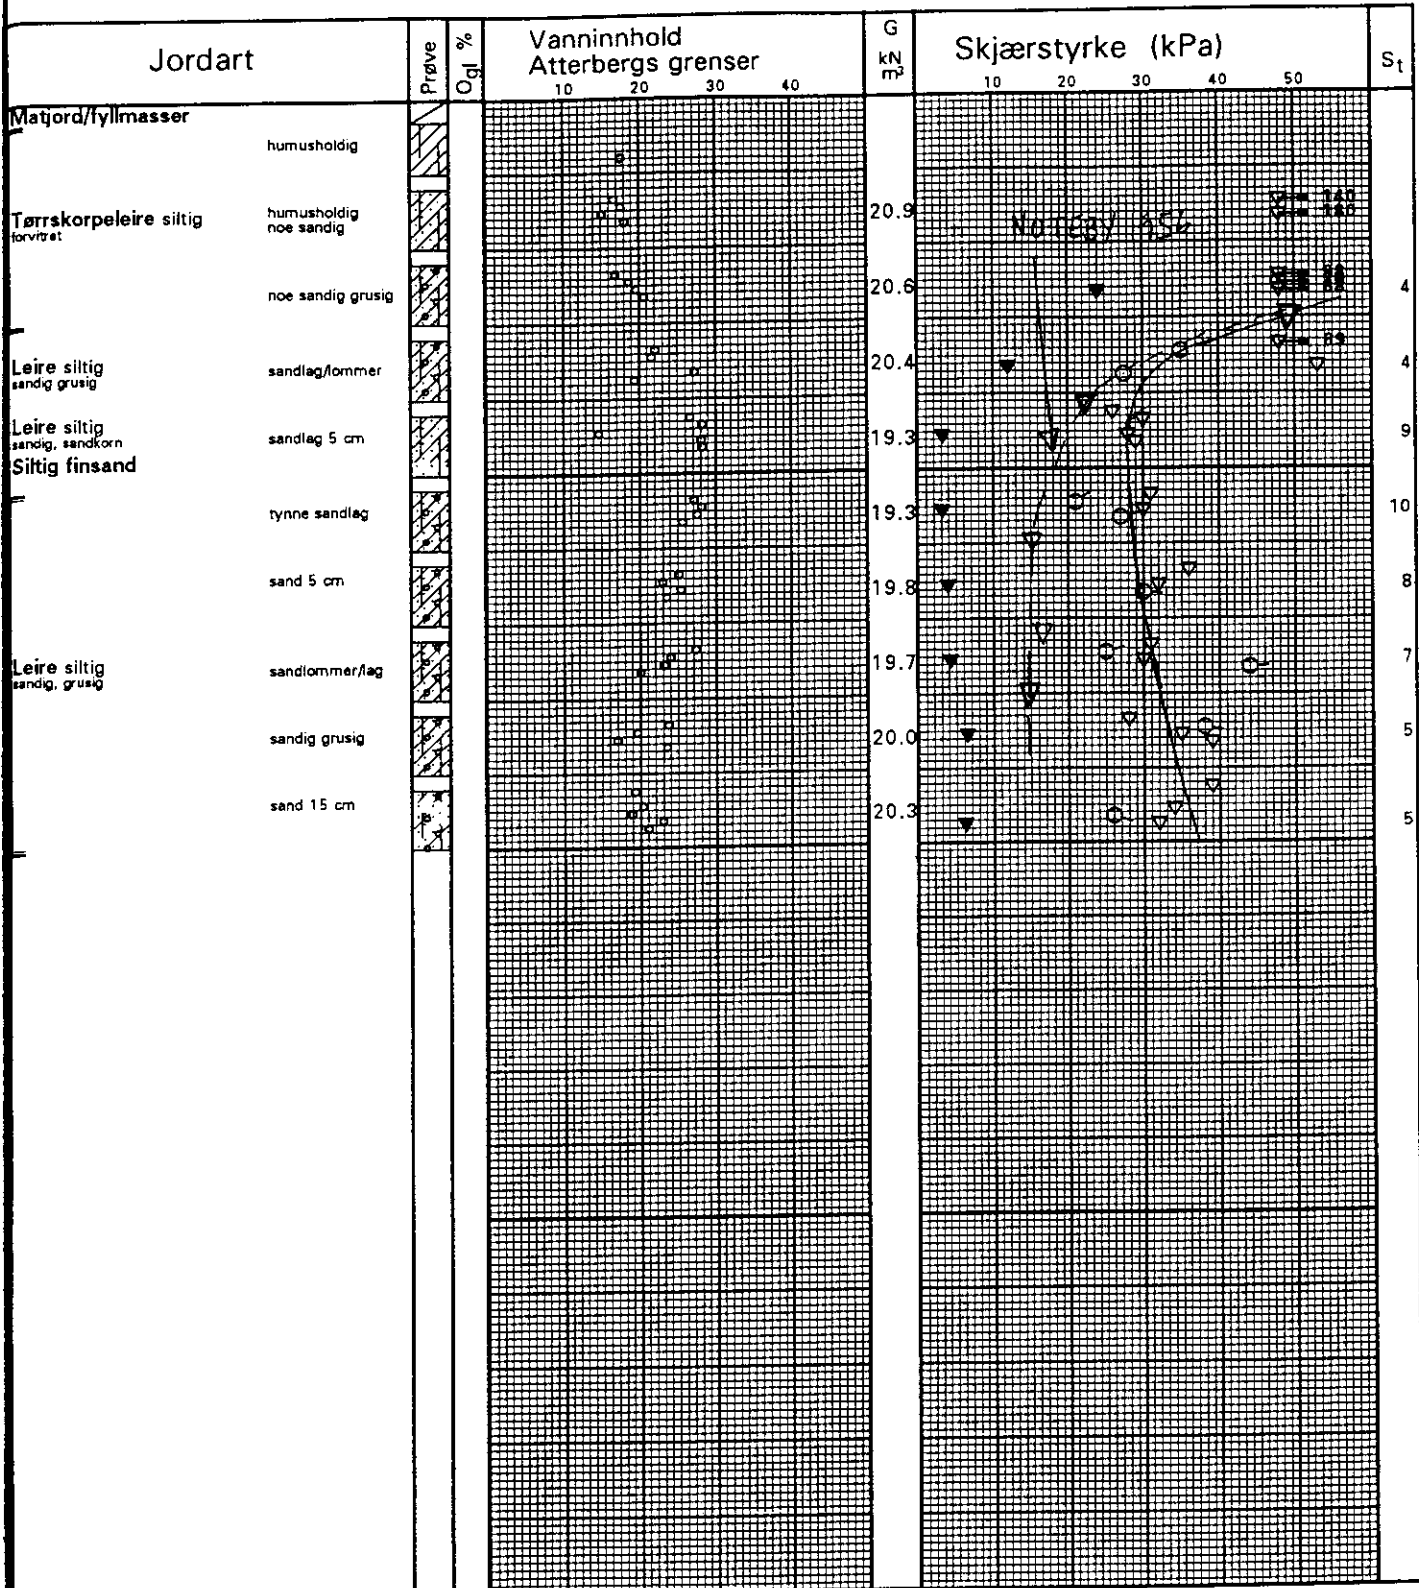 Jordart
Prøve
Ogl %
Vanninnhold
Atterbergs grenser
10 20 30 40
G
kN
m³
Skjærstyrke (kPa)
10 20 30 40 50
St
Matjord/fyllmasser
humusholdig
Tørrskorpeleire siltig
forvitret
humusholdig
noe sandig
20.9
140
NOTEBY
noe sandig grusig
20.6
4
Leire siltig
sandig grusig
sandlag/lommer
20.4
89
4
Leire siltig
sandig, sandkorn
sandlag 5 cm
19.3
9
Siltig finsand
tynne sandlag
19.3
10
sand 5 cm
19.8
8
Leire siltig
sandig, grusig
sandlommer/lag
19.7
7
sandig grusig
20.0
5
sand 15 cm
20.3
5